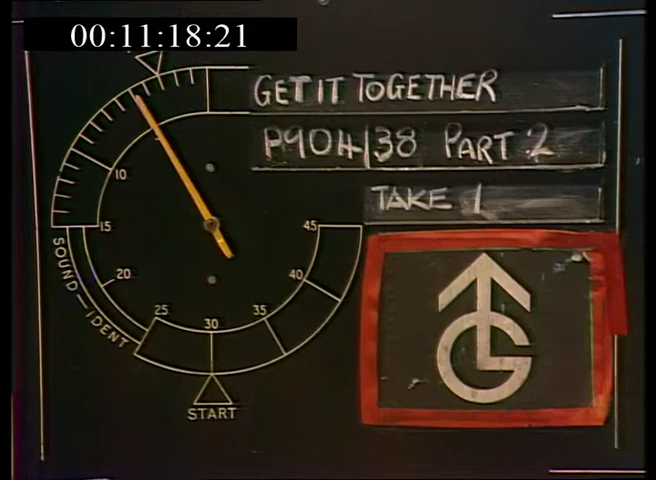 00:11:18:21
GET IT TOGETHER
P904/38 PART 2
TAKE 1
10
15
20
25
30
35
40
45
SOUND-IDENT
START